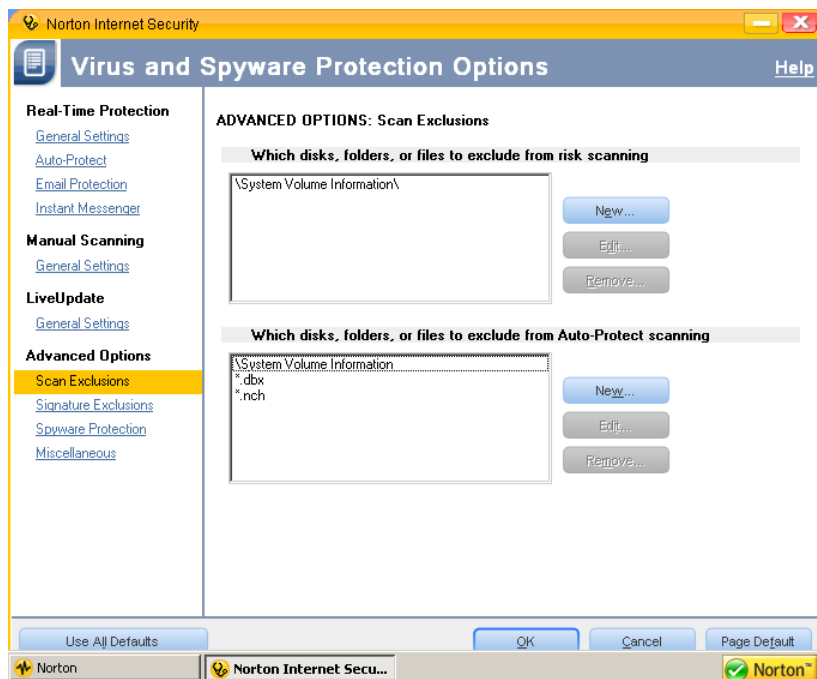 Norton Internet Security
Virus and Spyware Protection Options
Help
Real-Time Protection
General Settings
Auto-Protect
Email Protection
Instant Messenger
Manual Scanning
General Settings
LiveUpdate
General Settings
Advanced Options
Scan Exclusions
Signature Exclusions
Spyware Protection
Miscellaneous
ADVANCED OPTIONS: Scan Exclusions
Which disks, folders, or files to exclude from risk scanning
\System Volume Information\
New...
Edit...
Remove...
Which disks, folders, or files to exclude from Auto-Protect scanning
\System Volume Information
*.dbx
*.nch
New...
Edit...
Remove...
Use All Defaults
OK
Cancel
Page Default
Norton
Norton Internet Secu...
Norton™